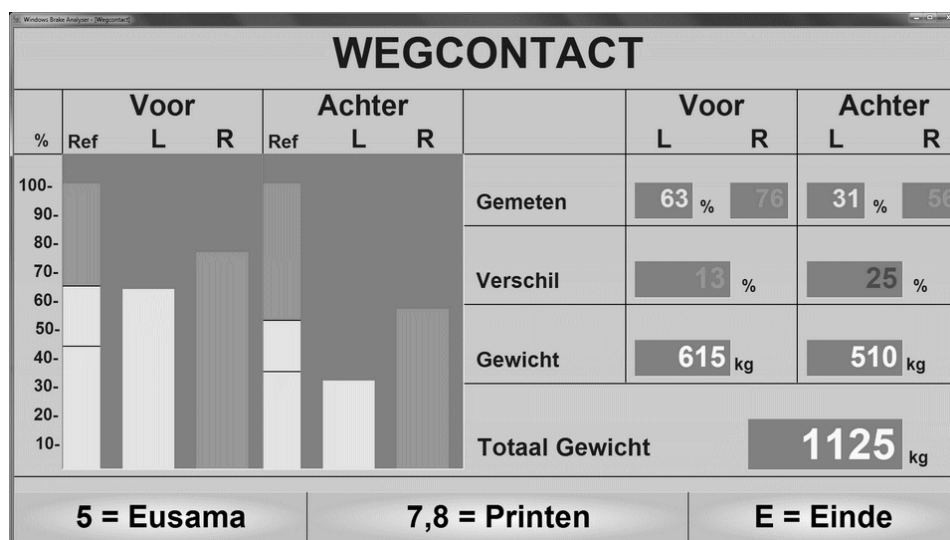 Windows Brake Analyser - [Wegcontact]
WEGCONTACT
Voor Achter Voor Achter
% Ref L R Ref L R L R L R
100-
90-
80-
70-
60-
50-
40-
30-
20-
10-
Gemeten 63 % 76 31 % 56
Verschil 13 % 25 %
Gewicht 615 kg 510 kg
Totaal Gewicht 1125 kg
5 = Eusama 7,8 = Printen E = Einde